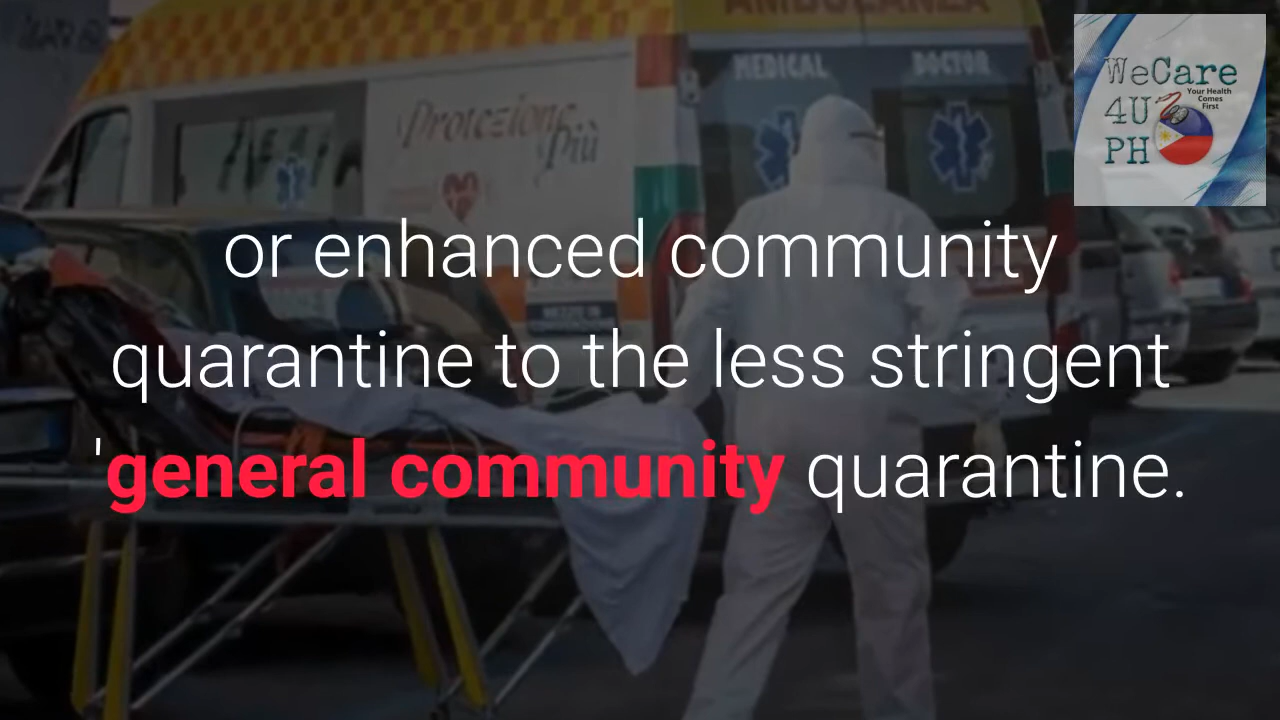 AMBULANZA
MEDICAL
DOCTOR
Protezione
Più
WeCare
4U
PH
Your Health
Comes
First
or enhanced community
quarantine to the less stringent
'general community quarantine.